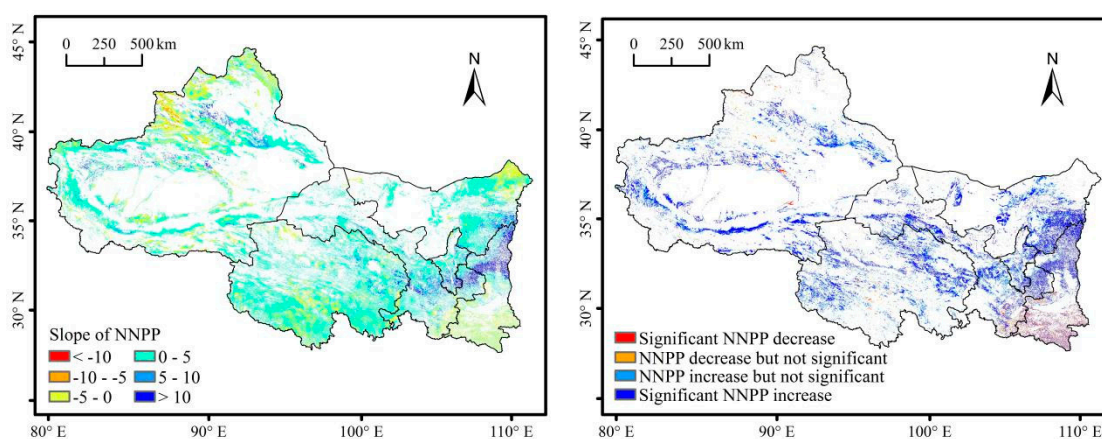 0 250 500 km
N
45° N
40° N
35° N
30° N
Slope of NNPP
< -10 0 - 5
-10 - -5 5 - 10
-5 - 0 > 10
80° E 90° E 100° E 110° E
0 250 500 km
N
45° N
40° N
35° N
30° N
Significant NNPP decrease
NNPP decrease but not significant
NNPP increase but not significant
Significant NNPP increase
80° E 90° E 100° E 110° E